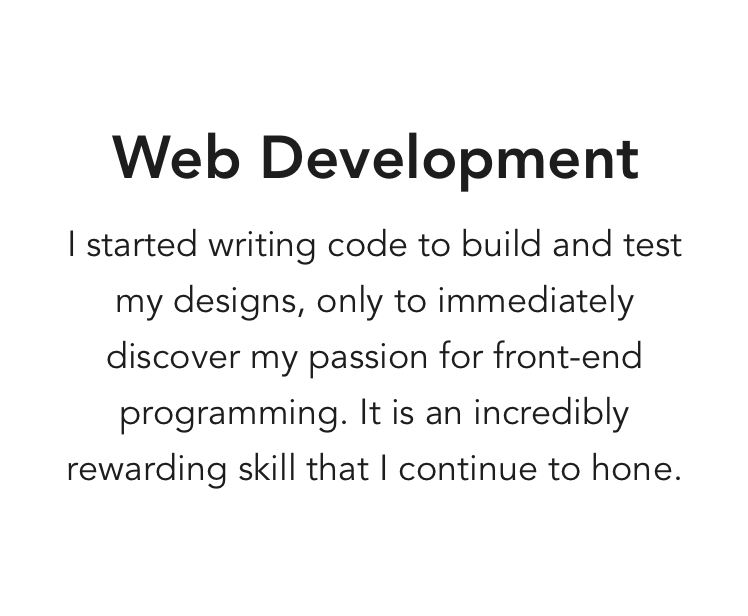 Web Development
I started writing code to build and test
my designs, only to immediately
discover my passion for front-end
programming. It is an incredibly
rewarding skill that I continue to hone.